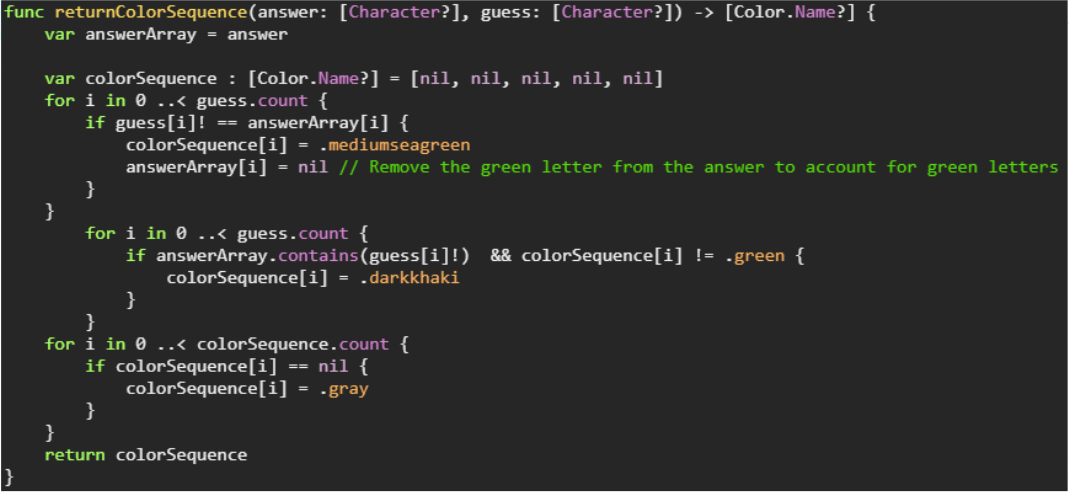 func returnColorSequence(answer: [Character?], guess: [Character?]) -> [Color.Name?] {
    var answerArray = answer

    var colorSequence : [Color.Name?] = [nil, nil, nil, nil, nil]
    for i in 0 ..< guess.count {
        if guess[i]! == answerArray[i] {
            colorSequence[i] = .mediumseagreen
            answerArray[i] = nil // Remove the green letter from the answer to account for green letters
        }
    }
        for i in 0 ..< guess.count {
            if answerArray.contains(guess[i]!)  && colorSequence[i] != .green {
                colorSequence[i] = .darkkhaki
            }
        }
    for i in 0 ..< colorSequence.count {
        if colorSequence[i] == nil {
            colorSequence[i] = .gray
        }
    }
    return colorSequence
}